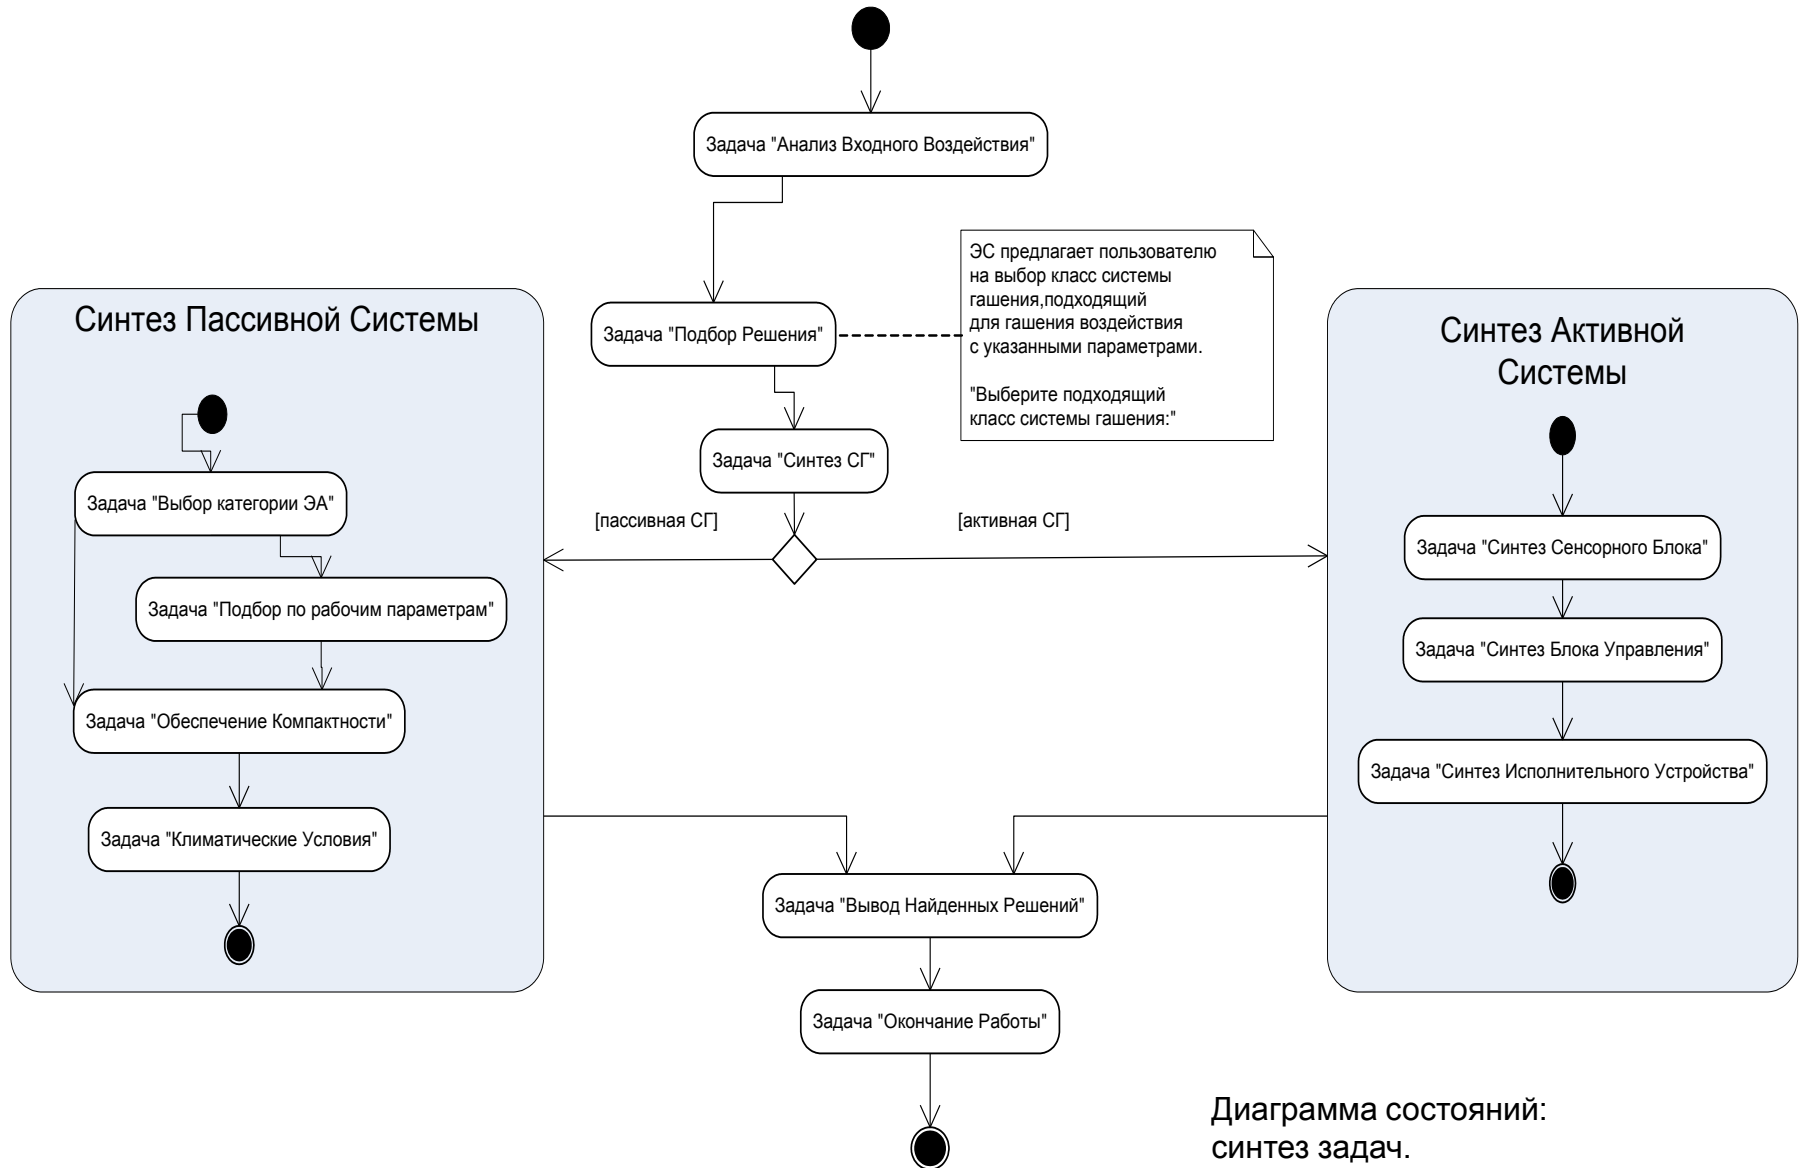 Задача "Анализ Входного Воздействия"
ЭС предлагает пользователю
на выбор класс системы
гашения,подходящий
для гашения воздействия
с указанными параметрами.
"Выберите подходящий
класс системы гашения:"
Задача "Подбор Решения"
Задача "Синтез СГ"
[пассивная СГ]
[активная СГ]
Синтез Пассивной Системы
Задача "Выбор категории ЭА"
Задача "Подбор по рабочим параметрам"
Задача "Обеспечение Компактности"
Задача "Климатические Условия"
Синтез Активной
Системы
Задача "Синтез Сенсорного Блока"
Задача "Синтез Блока Управления"
Задача "Синтез Исполнительного Устройства"
Задача "Вывод Найденных Решений"
Задача "Окончание Работы"
Диаграмма состояний:
синтез задач.